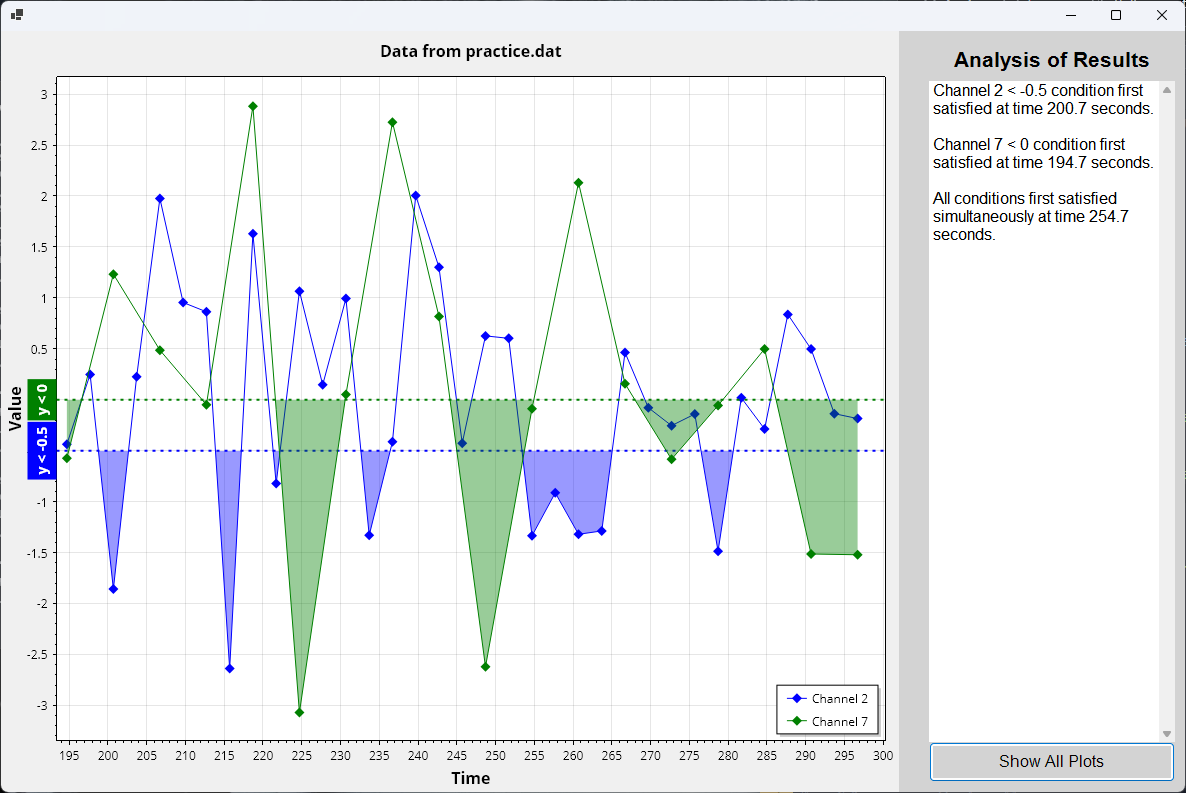 Data from practice.dat
Analysis of Results
Channel 2 < -0.5 condition first
satisfied at time 200.7 seconds.
Channel 7 < 0 condition first
satisfied at time 194.7 seconds.
All conditions first satisfied
simultaneously at time 254.7
seconds.
3
2.5
2
1.5
1
0.5
y < 0
y < -0.5
Value
-1
-1.5
-2
-2.5
-3
Channel 2
Channel 7
195 200 205 210 215 220 225 230 235 240 245 250 255 260 265 270 275 280 285 290 295 300
Time
Show All Plots